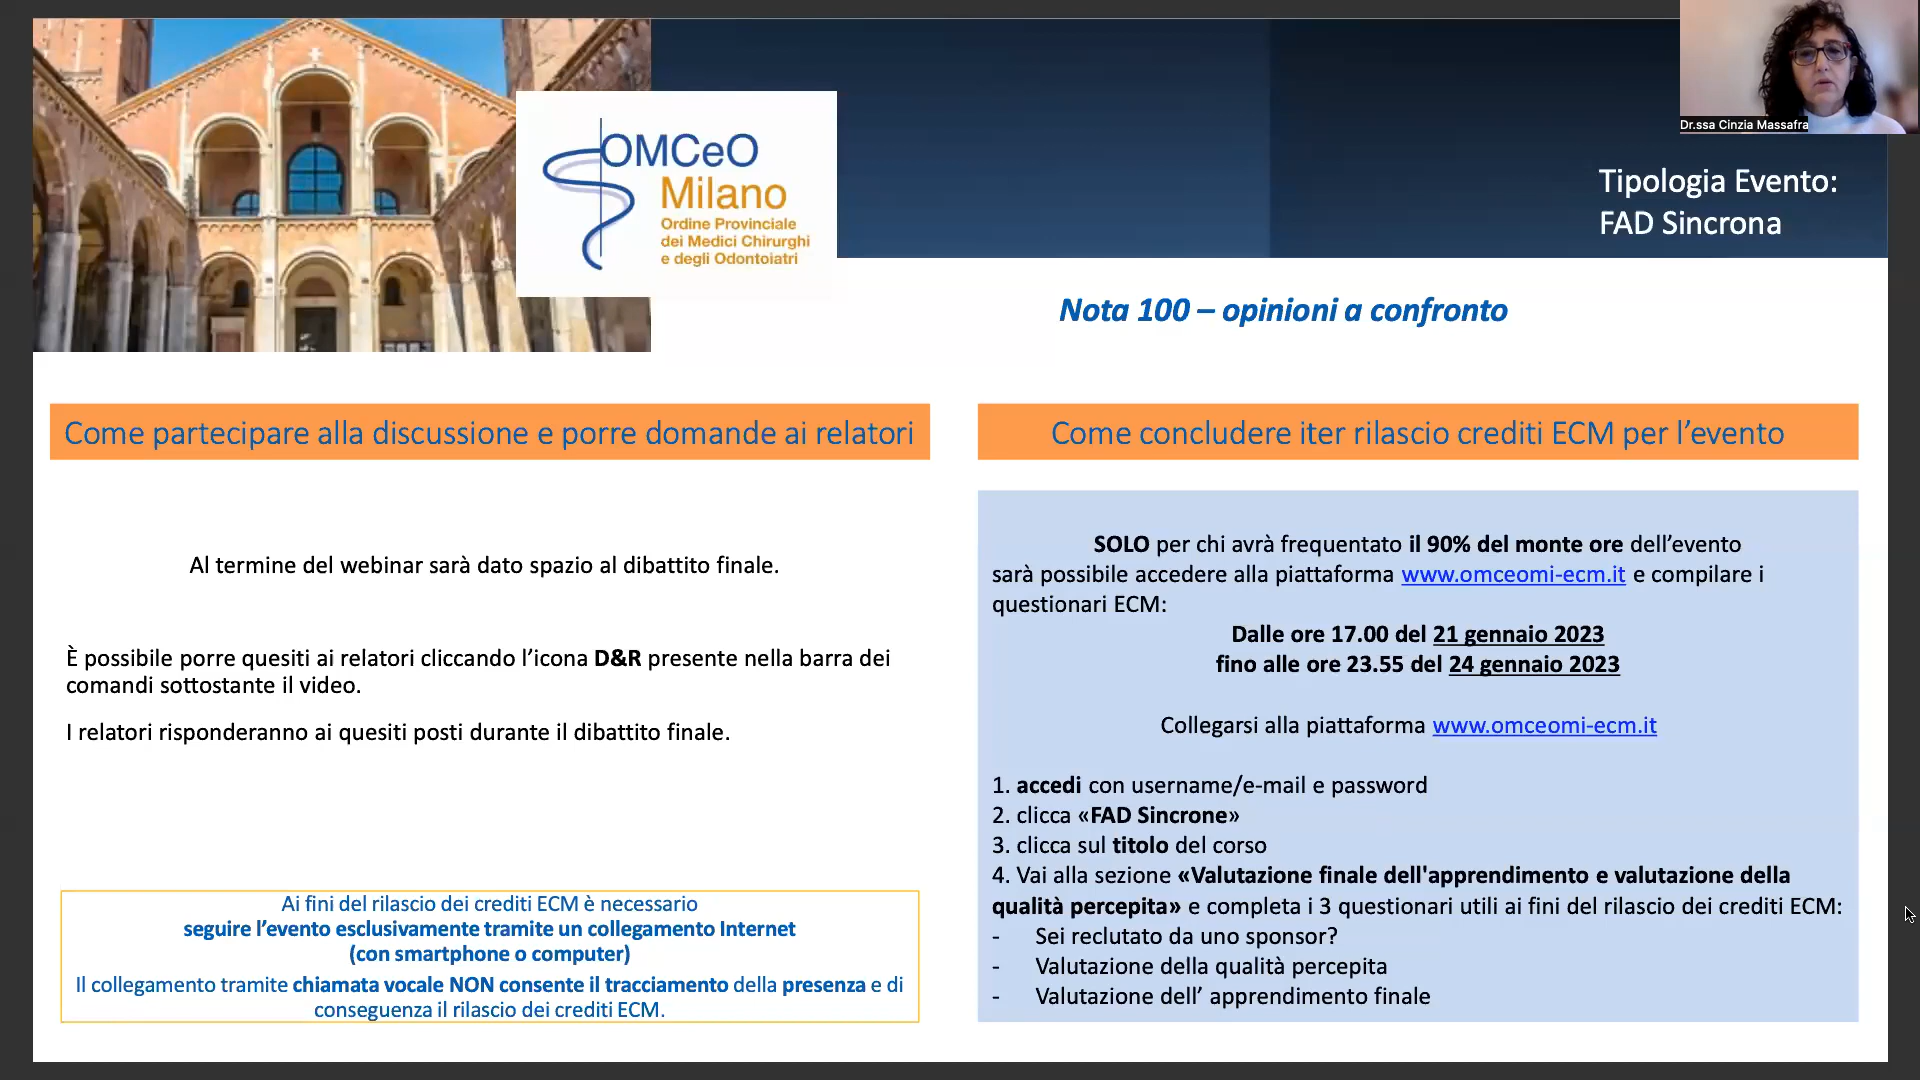 Dr.ssa Cinzia Massafra
OMCeO
Milano
Ordine Provinciale
dei Medici Chirurghi
e degli Odontoiatri
Tipologia Evento:
FAD Sincrona
Nota 100 – opinioni a confronto
Come partecipare alla discussione e porre domande ai relatori
Al termine del webinar sarà dato spazio al dibattito finale.
È possibile porre quesiti ai relatori cliccando l’icona D&R presente nella barra dei
comandi sottostante il video.
I relatori risponderanno ai quesiti posti durante il dibattito finale.
Ai fini del rilascio dei crediti ECM è necessario
seguire l’evento esclusivamente tramite un collegamento Internet
(con smartphone o computer)
Il collegamento tramite chiamata vocale NON consente il tracciamento della presenza e di
conseguenza il rilascio dei crediti ECM.
Come concludere iter rilascio crediti ECM per l’evento
SOLO per chi avrà frequentato il 90% del monte ore dell’evento
sarà possibile accedere alla piattaforma www.omceomi-ecm.it e compilare i
questionari ECM:
Dalle ore 17.00 del 21 gennaio 2023
fino alle ore 23.55 del 24 gennaio 2023
Collegarsi alla piattaforma www.omceomi-ecm.it
1. accedi con username/e-mail e password
2. clicca «FAD Sincrone»
3. clicca sul titolo del corso
4. Vai alla sezione «Valutazione finale dell'apprendimento e valutazione della
qualità percepita» e completa i 3 questionari utili ai fini del rilascio dei crediti ECM:
- Sei reclutato da uno sponsor?
- Valutazione della qualità percepita
- Valutazione dell’ apprendimento finale